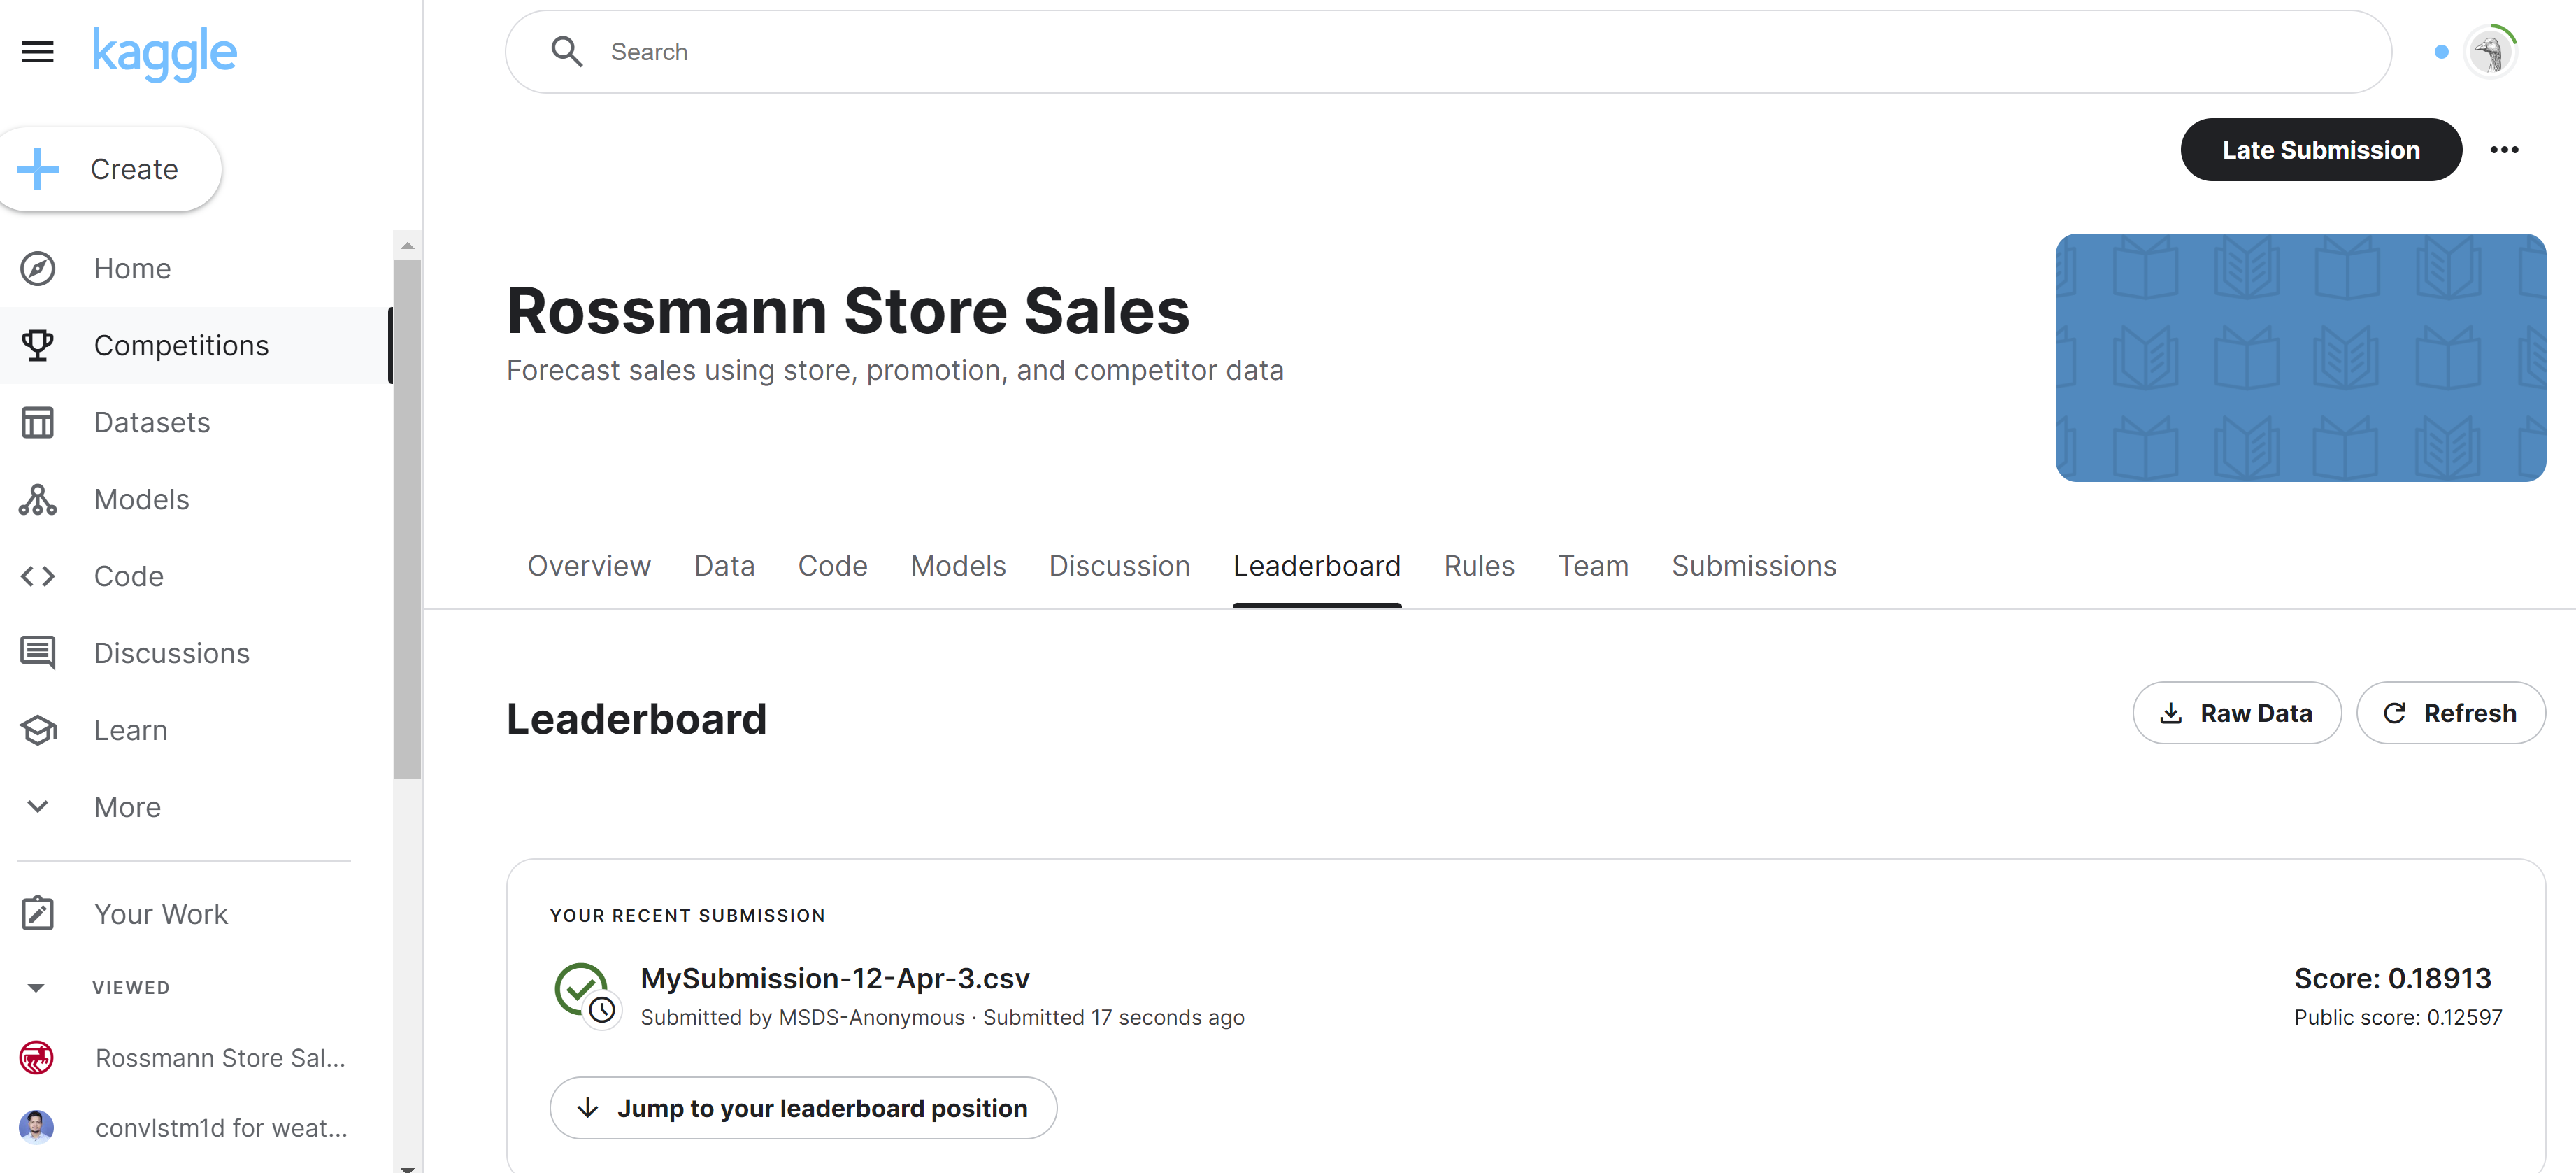 kaggle
Search
Create
Late Submission
Home
Competitions
Datasets
Models
Code
Discussions
Learn
More
Your Work
VIEWED
Rossmann Store Sal...
convlstm1d for weat...
Rossmann Store Sales
Forecast sales using store, promotion, and competitor data
Overview Data Code Models Discussion Leaderboard Rules Team Submissions
Leaderboard
Raw Data
Refresh
YOUR RECENT SUBMISSION
MySubmission-12-Apr-3.csv
Submitted by MSDS-Anonymous · Submitted 17 seconds ago
Score: 0.18913
Public score: 0.12597
Jump to your leaderboard position